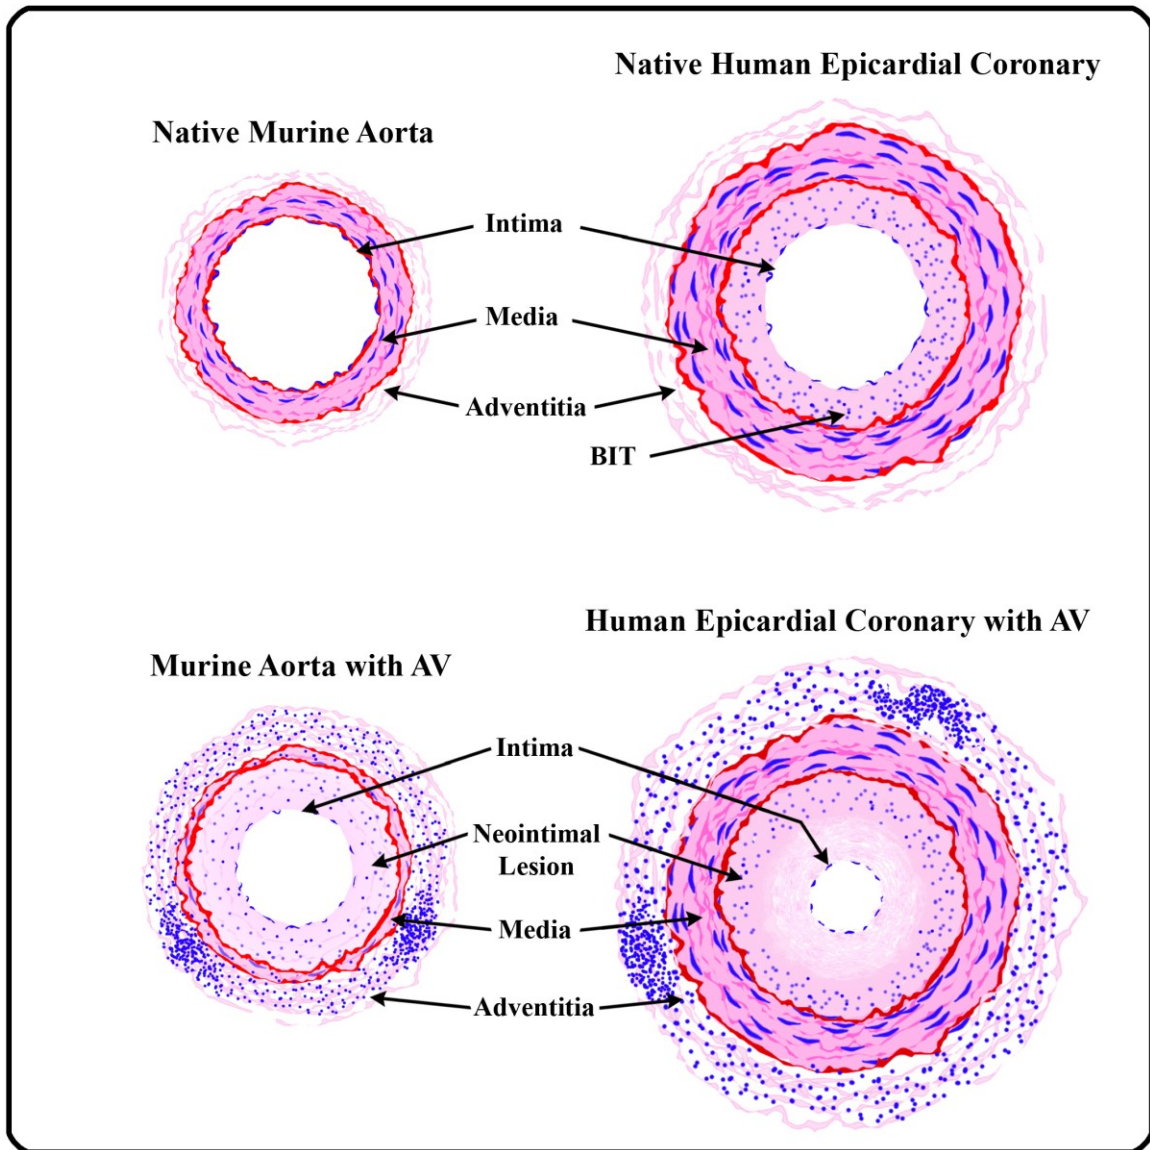 Native Human Epicardial Coronary
Native Murine Aorta
Intima
Media
Adventitia
BIT
Human Epicardial Coronary with AV
Murine Aorta with AV
Intima
Neointimal
Lesion
Media
Adventitia